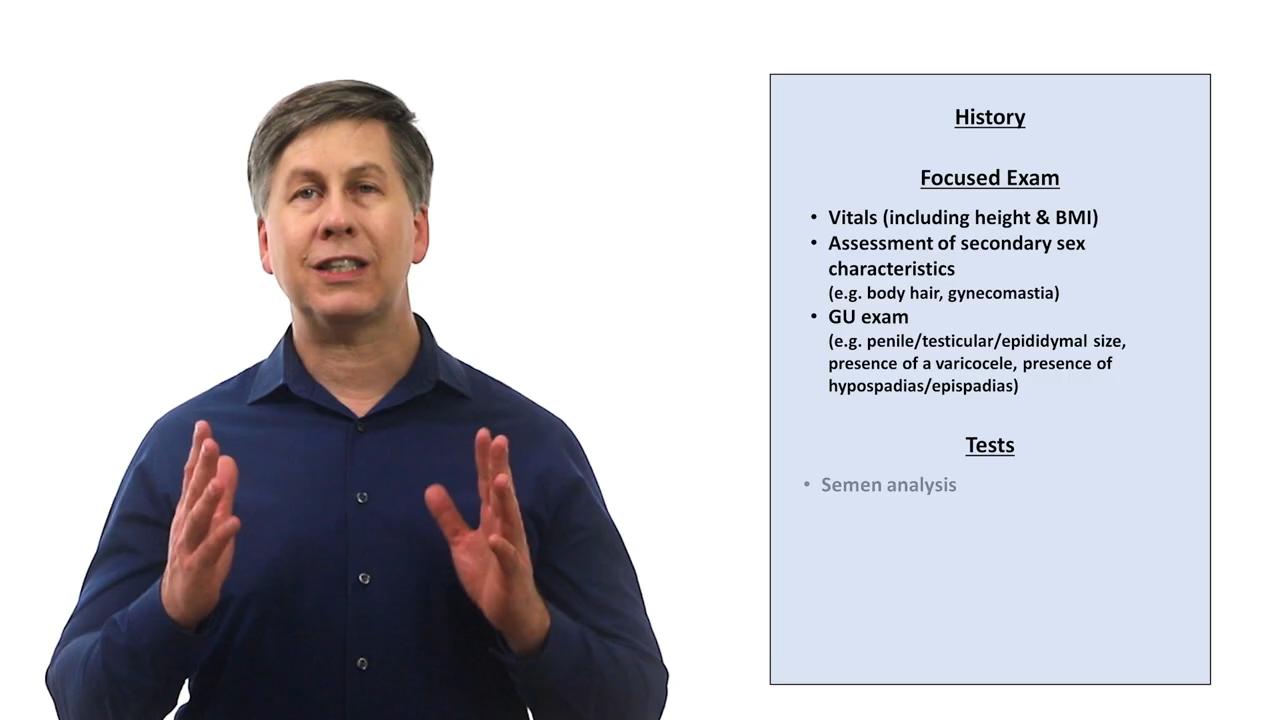 History
Focused Exam
• Vitals (including height & BMI)
• Assessment of secondary sex
characteristics
(e.g. body hair, gynecomastia)
• GU exam
(e.g. penile/testicular/epididymal size,
presence of a varicocele, presence of
hypospadias/epispadias)
Tests
• Semen analysis